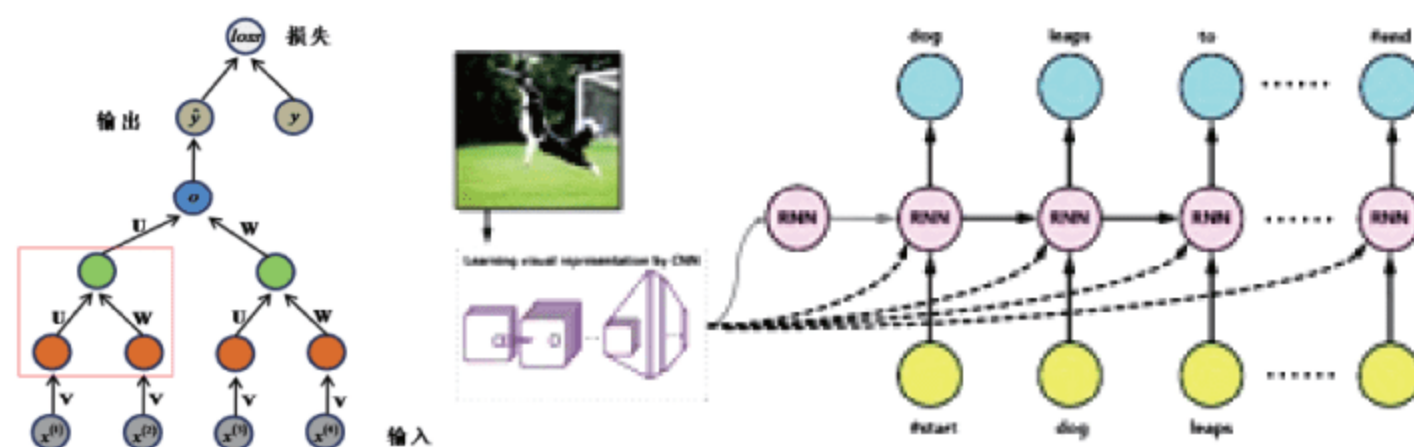 loss 损失
输出 ŷ y
o
U W
U W U W
V V V V
x⁽¹⁾ x⁽²⁾ x⁽³⁾ x⁽⁴⁾ 输入
Learning visual representation by CNN
dog leaps to #end
RNN RNN RNN RNN RNN
#start dog leaps